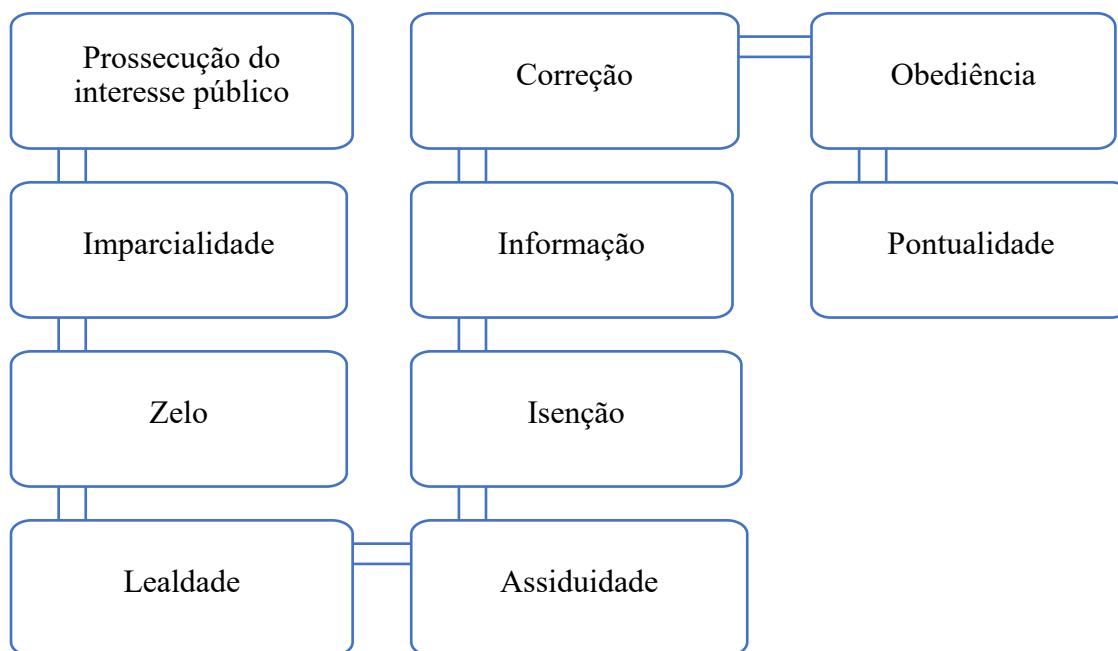 Prossecução do
interesse público
Imparcialidade
Zelo
Lealdade
Assiduidade
Isenção
Informação
Correção
Obediência
Pontualidade